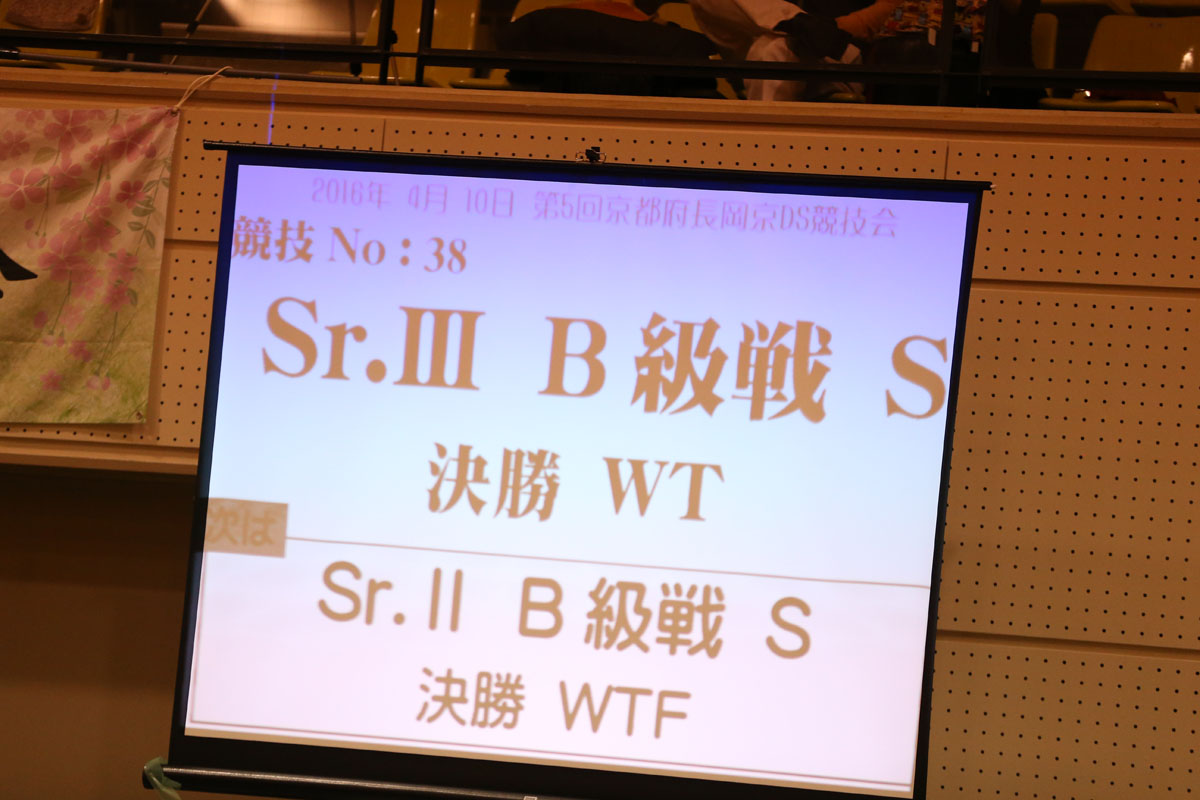 2016年 4月 10日 第5回京都府長岡京DS競技会
競技 No：38
Sr.Ⅲ B 級戦 S
決勝 WT
次は
Sr.Ⅱ B 級戦 S
決勝 WTF